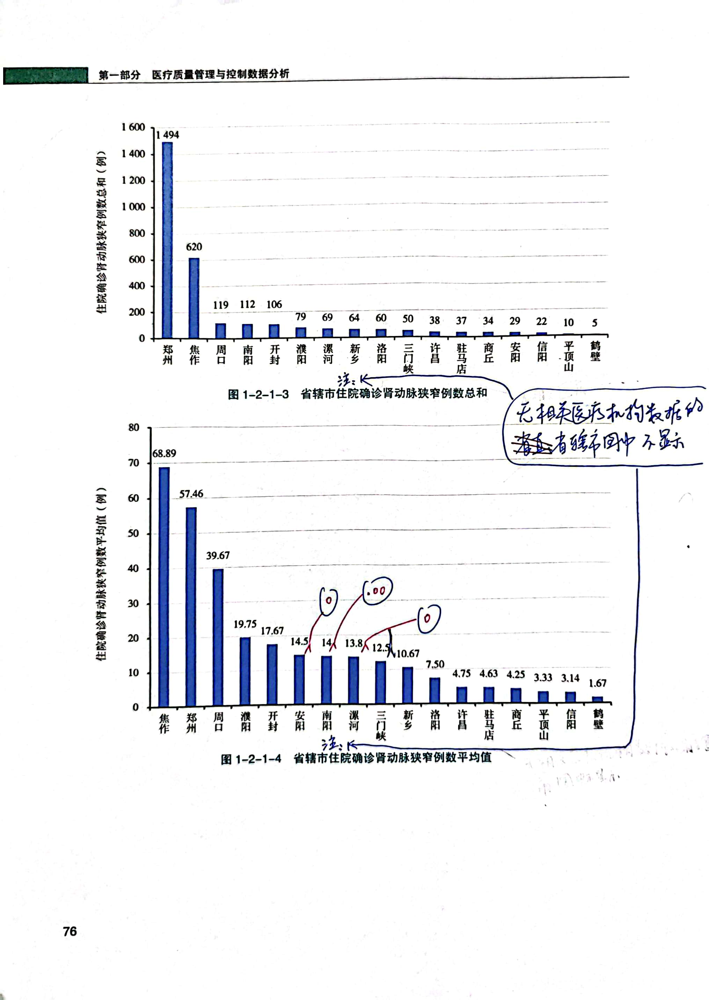 第一部分 医疗质量管理与控制数据分析
住院确诊肾动脉狭窄例数总和（例）
1 600
1 400
1 200
1 000
800
600
400
200
0
1 494
620
119
112
106
79
69
64
60
50
38
37
34
29
22
10
5
郑州
焦作
周口
南阳
开封
濮阳
漯河
新乡
洛阳
三门峡
许昌
驻马店
商丘
安阳
信阳
平顶山
鹤壁
注：
图 1-2-1-3 省辖市住院确诊肾动脉狭窄例数总和
无相关医疗机构数据的
省辖市图中不显示
住院确诊肾动脉狭窄例数平均值（例）
80
70
60
50
40
30
20
10
0
68.89
57.46
39.67
19.75
17.67
14.5
14
13.8
12.5
10.67
7.50
4.75
4.63
4.25
3.33
3.14
1.67
0
.00
0
焦作
郑州
周口
濮阳
开封
安阳
南阳
漯河
三门峡
新乡
洛阳
许昌
驻马店
商丘
平顶山
信阳
鹤壁
注：
图 1-2-1-4 省辖市住院确诊肾动脉狭窄例数平均值
76